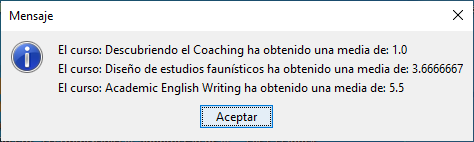 Mensaje
El curso: Descubriendo el Coaching ha obtenido una media de: 1.0
El curso: Diseño de estudios faunísticos ha obtenido una media de: 3.6666667
El curso: Academic English Writing ha obtenido una media de: 5.5
Aceptar